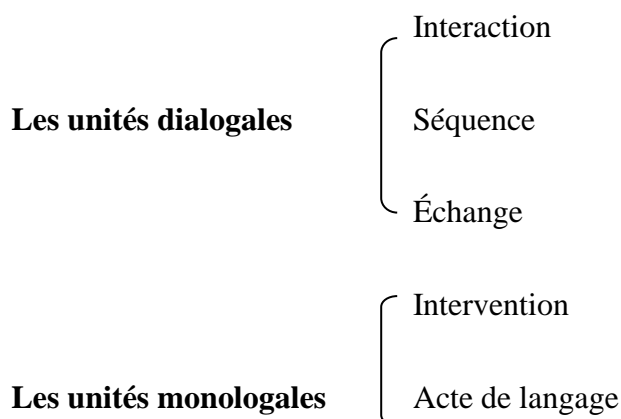 Interaction
Les unités dialogales Séquence
Échange
Intervention
Les unités monologales Acte de langage